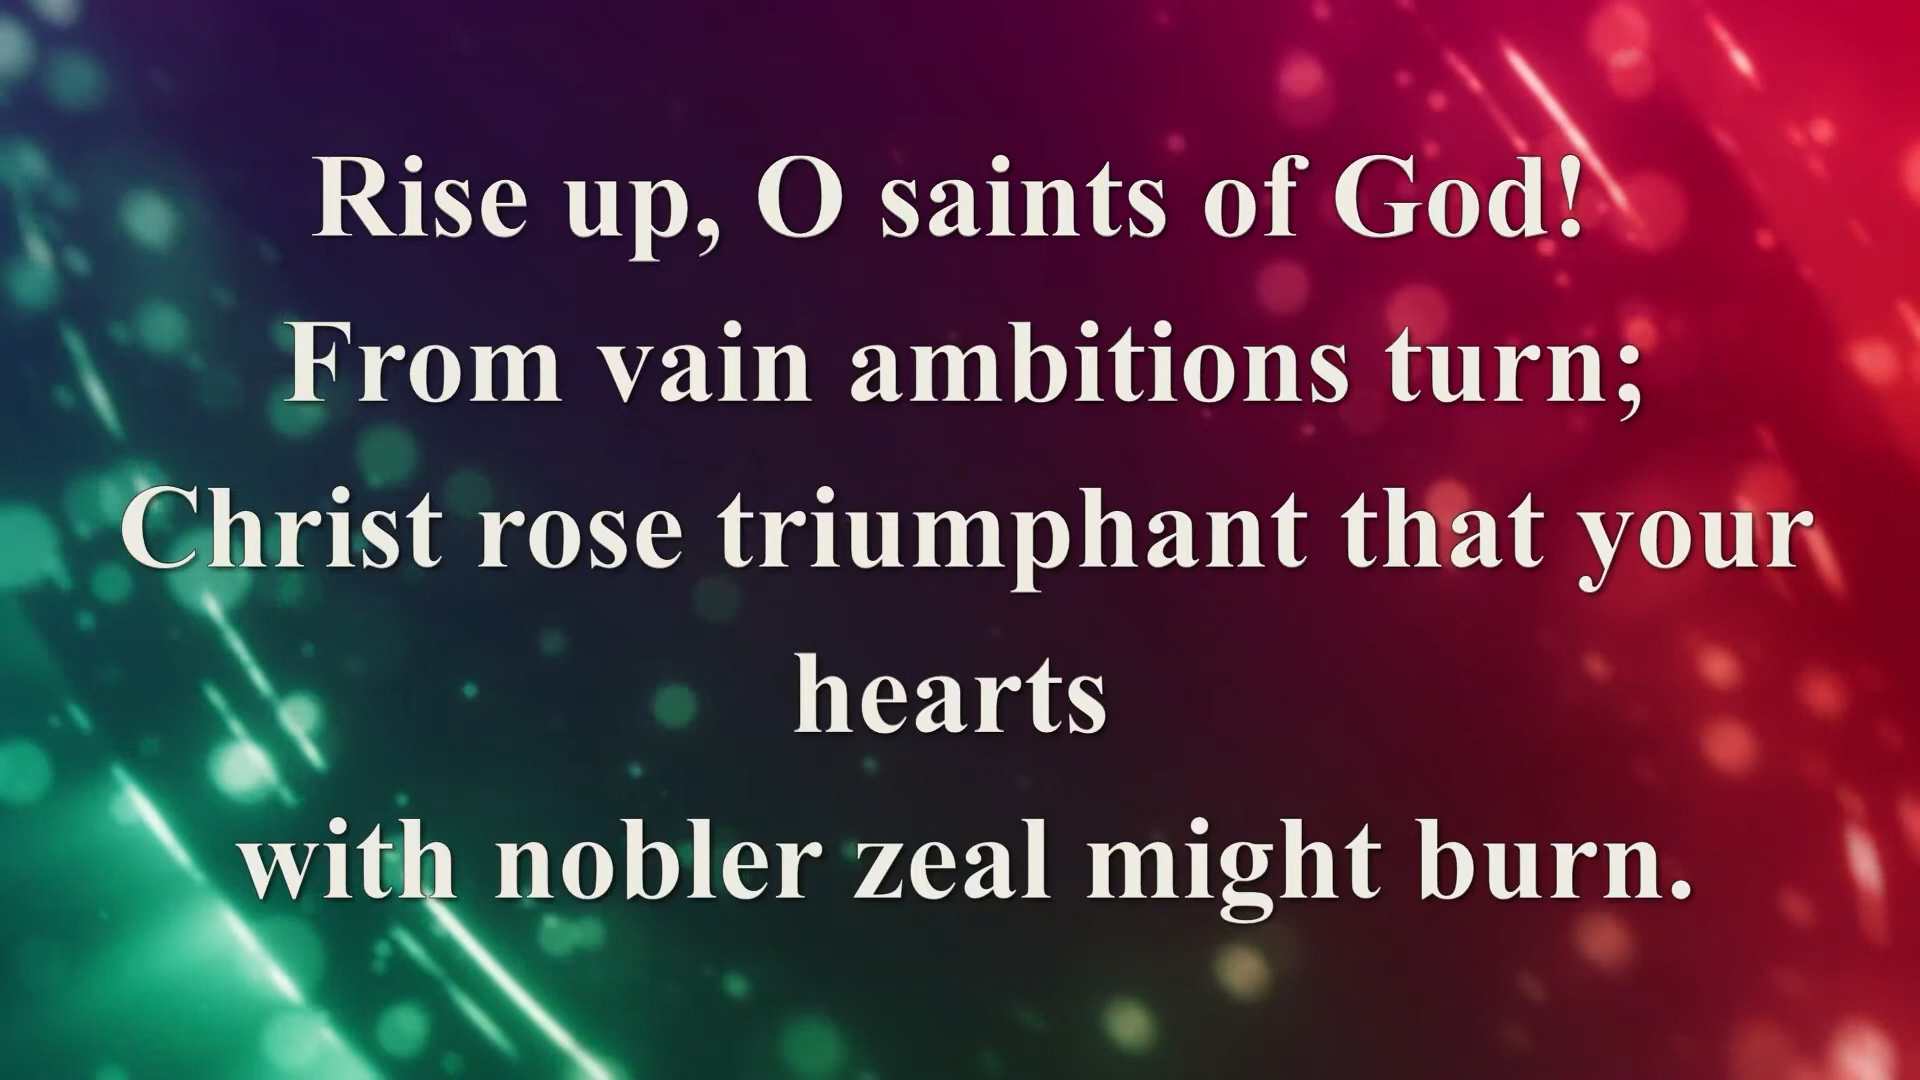 Rise up, O saints of God!
From vain ambitions turn;
Christ rose triumphant that your
hearts
with nobler zeal might burn.